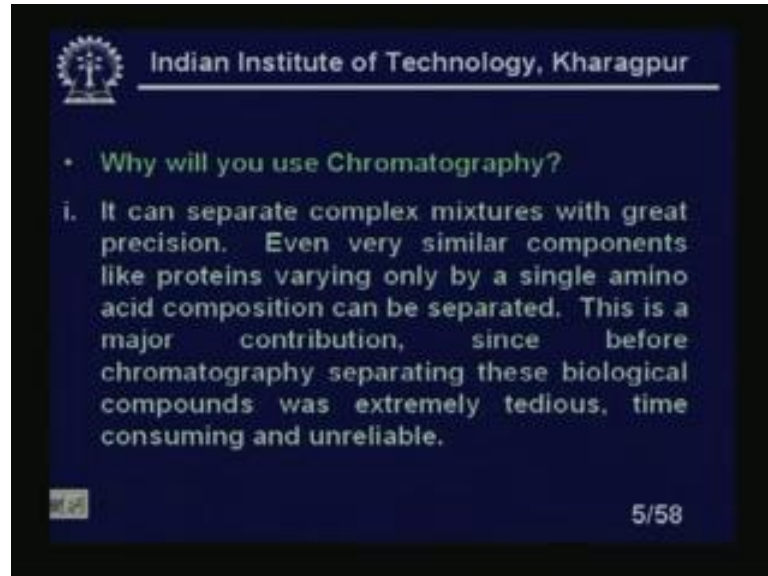 Indian Institute of Technology, Kharagpur
• Why will you use Chromatography?
i. It can separate complex mixtures with great
precision. Even very similar components
like proteins varying only by a single amino
acid composition can be separated. This is a
major contribution, since before
chromatography separating these biological
compounds was extremely tedious, time
consuming and unreliable.
5/58